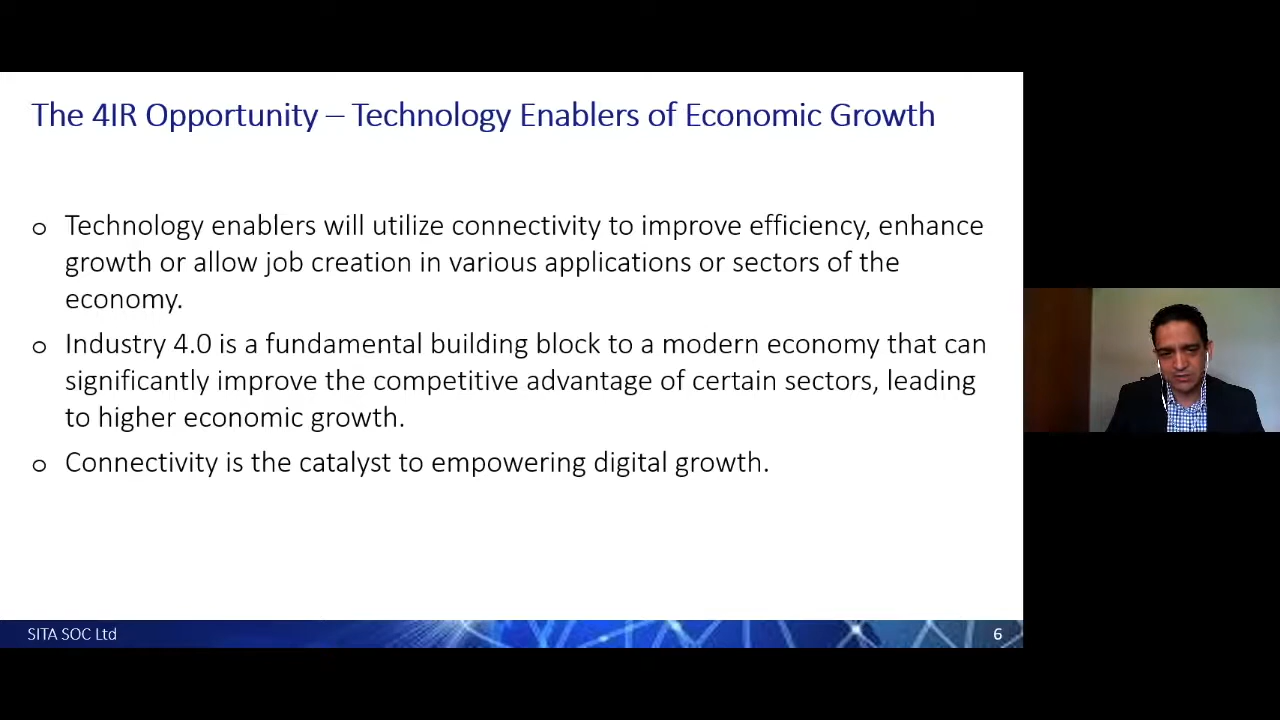 The 4IR Opportunity – Technology Enablers of Economic Growth
o Technology enablers will utilize connectivity to improve efficiency, enhance
growth or allow job creation in various applications or sectors of the
economy.
o Industry 4.0 is a fundamental building block to a modern economy that can
significantly improve the competitive advantage of certain sectors, leading
to higher economic growth.
o Connectivity is the catalyst to empowering digital growth.
SITA SOC Ltd
6